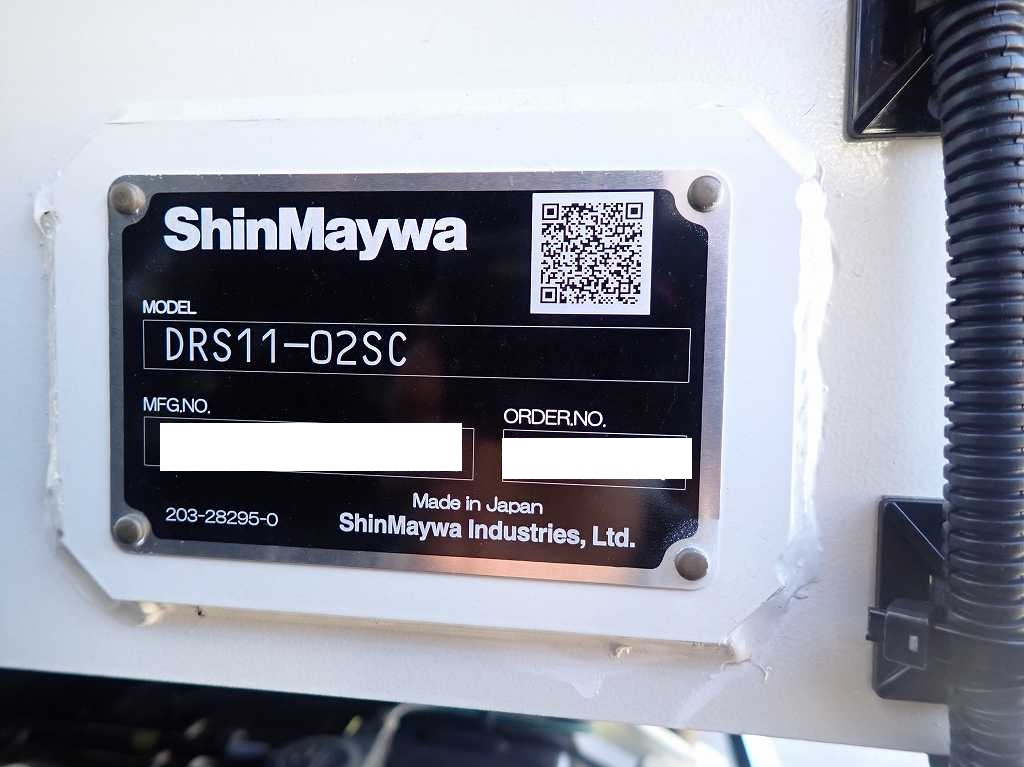 ShinMaywa
MODEL
DRS11-02SC
MFG.NO.
ORDER.NO.
Made in Japan
203-28295-0
ShinMaywa Industries, Ltd.